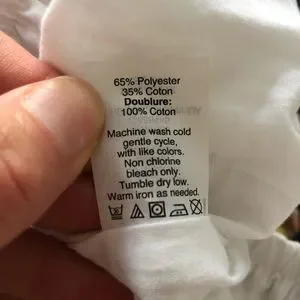 65% Polyester
35% Coton
Doublure:
100% Coton
Machine wash cold
gentle cycle,
with like colors.
Non chlorine
bleach only.
Tumble dry low.
Warm iron as needed.